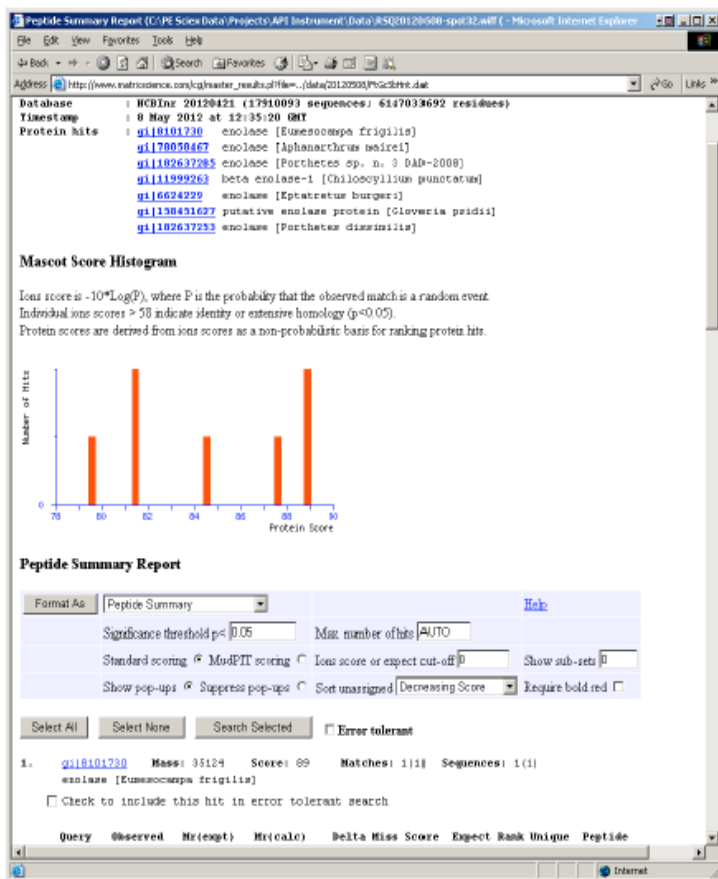 Peptide Summary Report (C:\PE Sciex Data\Projects\API Instrument\Data\RSQ20120508-spot32.wiff ( - Microsoft Internet Explorer
File Edit View Favorites Tools Help
Back Search Favorites
Address http://www.matrixscience.com/cgi/master_results.pl?file=../data/20120508/ Go Links »
Database : NCBInr 20120421 (17910093 sequences; 6147033692 residues)
Timestamp : 8 May 2012 at 12:35:20 GMT
Protein hits : gi|8101730 enolase [Eumesocampa frigilis]
gi|78058467 enolase [Aphanarthrum mairei]
gi|182637285 enolase [Porthetes sp. n. 3 DAD-2008]
gi|11999263 beta enolase-1 [Chiloscyllium punctatum]
gi|6624229 enolase [Eptatretus burgeri]
gi|158451627 putative enolase protein [Gloveria psidii]
gi|182637253 enolase [Porthetes dissimilis]
Mascot Score Histogram
Ions score is -10*Log(P), where P is the probability that the observed match is a random event.
Individual ions scores > 58 indicate identity or extensive homology (p<0.05).
Protein scores are derived from ions scores as a non-probabilistic basis for ranking protein hits.
Number of Hits
0
78 80 82 84 86 88 90
Protein Score
Peptide Summary Report
Format As Peptide Summary Help
Significance threshold p< 0.05 Max. number of hits AUTO
Standard scoring MudPIT scoring Ions score or expect cut-off 0 Show sub-sets 0
Show pop-ups Suppress pop-ups Sort unassigned Decreasing Score Require bold red
Select All Select None Search Selected Error tolerant
1. gi|8101730 Mass: 35124 Score: 89 Matches: 1(1) Sequences: 1(1)
enolase [Eumesocampa frigilis]
Check to include this hit in error tolerant search
Query Observed Mr(expt) Mr(calc) Delta Miss Score Expect Rank Unique Peptide
Internet